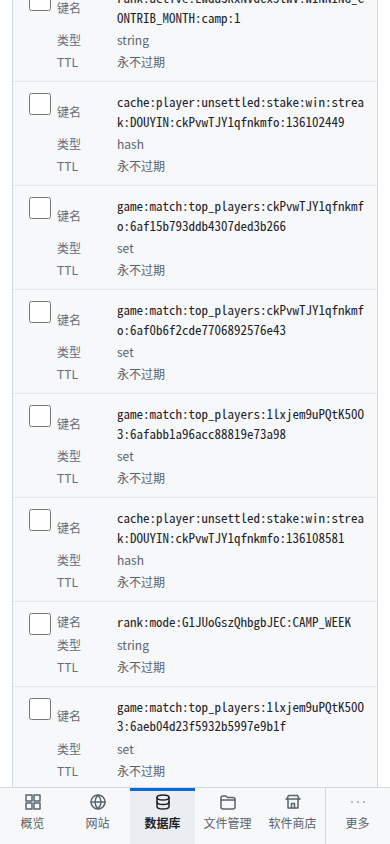 键名
ONTRIB_MONTH:camp:1
类型 string
TTL 永不过期
cache:player:unsettled:stake:win:strea
键名
k:DOUYIN:ckPvwTJY1qfnkmfo:136102449
类型 hash
TTL 永不过期
game:match:top_players:ckPvwTJY1qfnkmf
键名
o:6af15b793ddb4307ded3b266
类型 set
TTL 永不过期
game:match:top_players:ckPvwTJY1qfnkmf
键名
o:6af0b6f2cde7706892576e43
类型 set
TTL 永不过期
game:match:top_players:1lxjem9uPQtK5OO
键名
3:6afabb1a96acc88819e73a98
类型 set
TTL 永不过期
cache:player:unsettled:stake:win:strea
键名
k:DOUYIN:ckPvwTJY1qfnkmfo:136108581
类型 hash
TTL 永不过期
键名 rank:mode:G1JUoGszQhbgbJEC:CAMP_WEEK
类型 string
TTL 永不过期
game:match:top_players:1lxjem9uPQtK5OO
键名
3:6aeb04d23f5932b5997e9b1f
类型 set
TTL 永不过期
概览 网站 数据库 文件管理 软件商店 更多